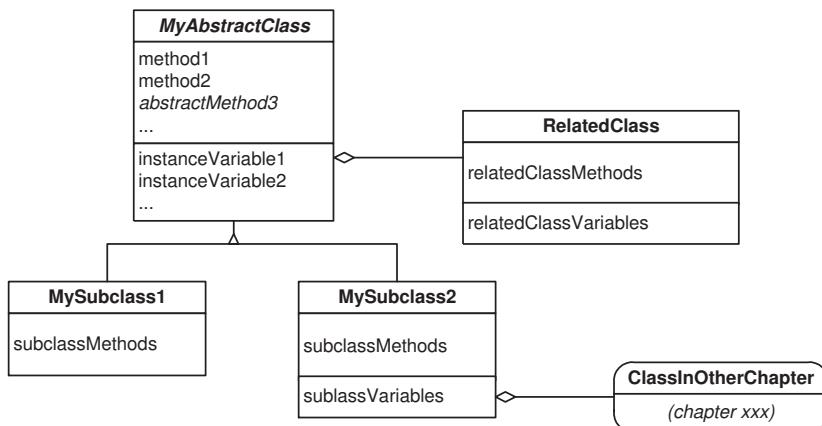 MyAbstractClass
method1
method2
abstractMethod3
...
instanceVariable1
instanceVariable2
...
RelatedClass
relatedClassMethods
relatedClassVariables
MySubclass1
subclassMethods
MySubclass2
subclassMethods
sublassVariables
ClassInOtherChapter
(chapter xxx)